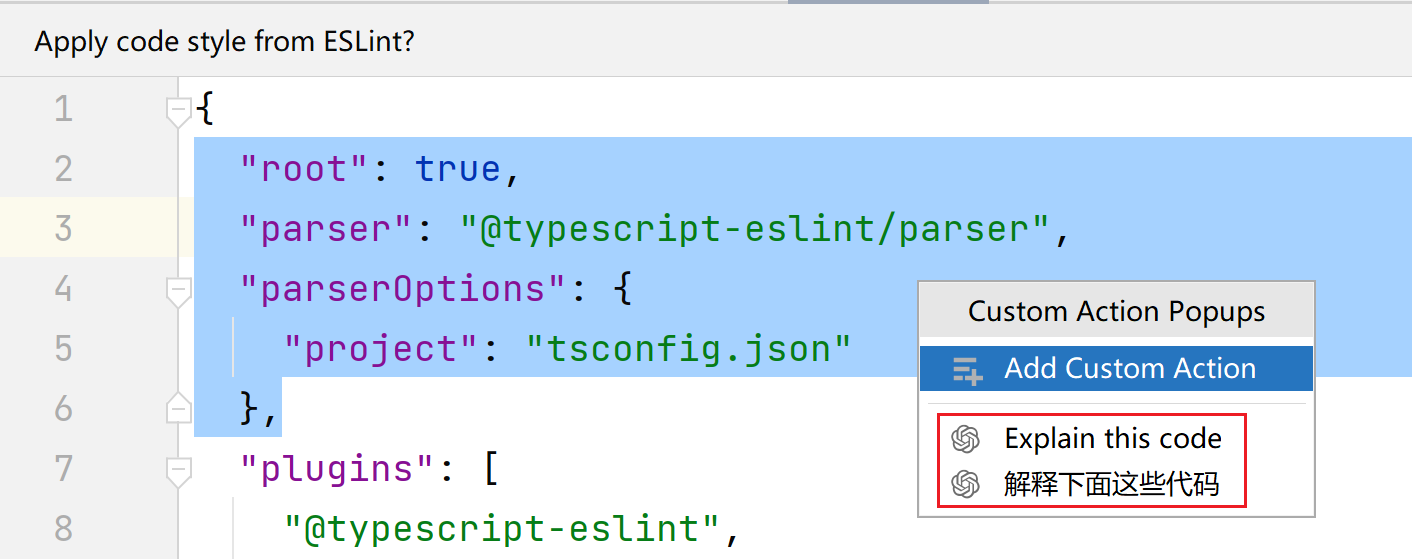 Apply code style from ESLint?
1 {
2 "root": true,
3 "parser": "@typescript-eslint/parser",
4 "parserOptions": {
5 "project": "tsconfig.json"
6 },
7 "plugins": [
8 "@typescript-eslint",
Custom Action Popups
Add Custom Action
Explain this code
解释下面这些代码